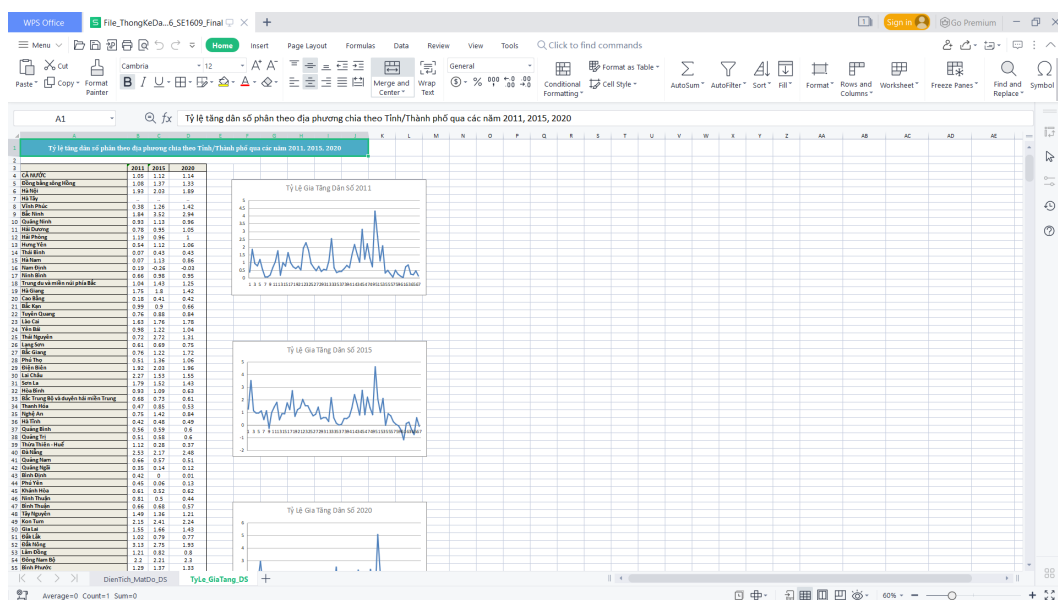 WPS Office
File_ThongKeDa...6_SE1609_Final
Sign in
Go Premium
Menu
Home
Insert
Page Layout
Formulas
Data
Review
View
Tools
Click to find commands
Cut
Copy
Paste
Format Painter
Cambria
12
General
Merge and Center
Wrap Text
Conditional Formatting
Format as Table
Cell Style
AutoSum
AutoFilter
Sort
Fill
Format
Rows and Columns
Worksheet
Freeze Panes
Find and Replace
Symbol
A1
Tỷ lệ tăng dân số phân theo địa phương chia theo Tỉnh/Thành phố qua các năm 2011, 2015, 2020
Tỷ lệ tăng dân số phân theo địa phương chia theo Tỉnh/Thành phố qua các năm 2011, 2015, 2020
2011 2015 2020
CẢ NƯỚC 1.05 1.12 1.14
Đồng bằng sông Hồng 1.08 1.37 1.33
Hà Nội 1.93 2.03 1.89
Hà Tây .. .. ..
Vĩnh Phúc 0.38 1.26 1.42
Bắc Ninh 1.84 3.52 2.94
Quảng Ninh 0.93 1.13 0.96
Hải Dương 0.78 0.95 1.05
Hải Phòng 1.19 0.96 1
Hưng Yên 0.54 1.12 1.06
Thái Bình 0.07 0.43 0.43
Hà Nam 0.07 1.13 0.86
Nam Định 0.19 -0.26 -0.03
Ninh Bình 0.66 0.98 0.95
Trung du và miền núi phía Bắc 1.04 1.43 1.25
Hà Giang 1.75 1.8 1.42
Cao Bằng 0.18 0.41 0.42
Bắc Kạn 0.99 0.9 0.66
Tuyên Quang 0.76 0.88 0.84
Lào Cai 1.63 1.76 1.78
Yên Bái 0.98 1.22 1.04
Thái Nguyên 0.72 2.72 1.31
Lạng Sơn 0.61 0.69 0.75
Bắc Giang 0.76 1.22 1.72
Phú Thọ 0.51 1.36 1.06
Điện Biên 1.92 2.03 1.96
Lai Châu 2.27 1.53 1.55
Sơn La 1.79 1.52 1.43
Hòa Bình 0.93 1.09 0.63
Bắc Trung Bộ và duyên hải miền Trung 0.68 0.73 0.61
Thanh Hóa 0.47 0.85 0.53
Nghệ An 0.75 1.42 0.84
Hà Tĩnh 0.42 0.48 0.49
Quảng Bình 0.56 0.59 0.6
Quảng Trị 0.51 0.58 0.6
Thừa Thiên - Huế 1.12 0.28 0.37
Đà Nẵng 2.53 2.17 2.48
Quảng Nam 0.66 0.57 0.51
Quảng Ngãi 0.35 0.14 0.12
Bình Định 0.42 0 0.01
Phú Yên 0.45 0.06 0.13
Khánh Hòa 0.61 0.52 0.62
Ninh Thuận 0.81 0.5 0.44
Bình Thuận 0.66 0.68 0.57
Tây Nguyên 1.49 1.36 1.21
Kon Tum 2.15 2.41 2.24
Gia Lai 1.55 1.66 1.43
Đắk Lắk 1.02 0.79 0.77
Đắk Nông 3.13 2.75 1.93
Lâm Đồng 1.21 0.82 0.8
Đông Nam Bộ 2.2 2.21 2.3
Bình Phước 1.29 1.37 1.33
Tỷ Lệ Gia Tăng Dân Số 2011
Tỷ Lệ Gia Tăng Dân Số 2015
Tỷ Lệ Gia Tăng Dân Số 2020
DienTich_MatDo_DS
TyLe_GiaTang_DS
Average=0 Count=1 Sum=0
60%